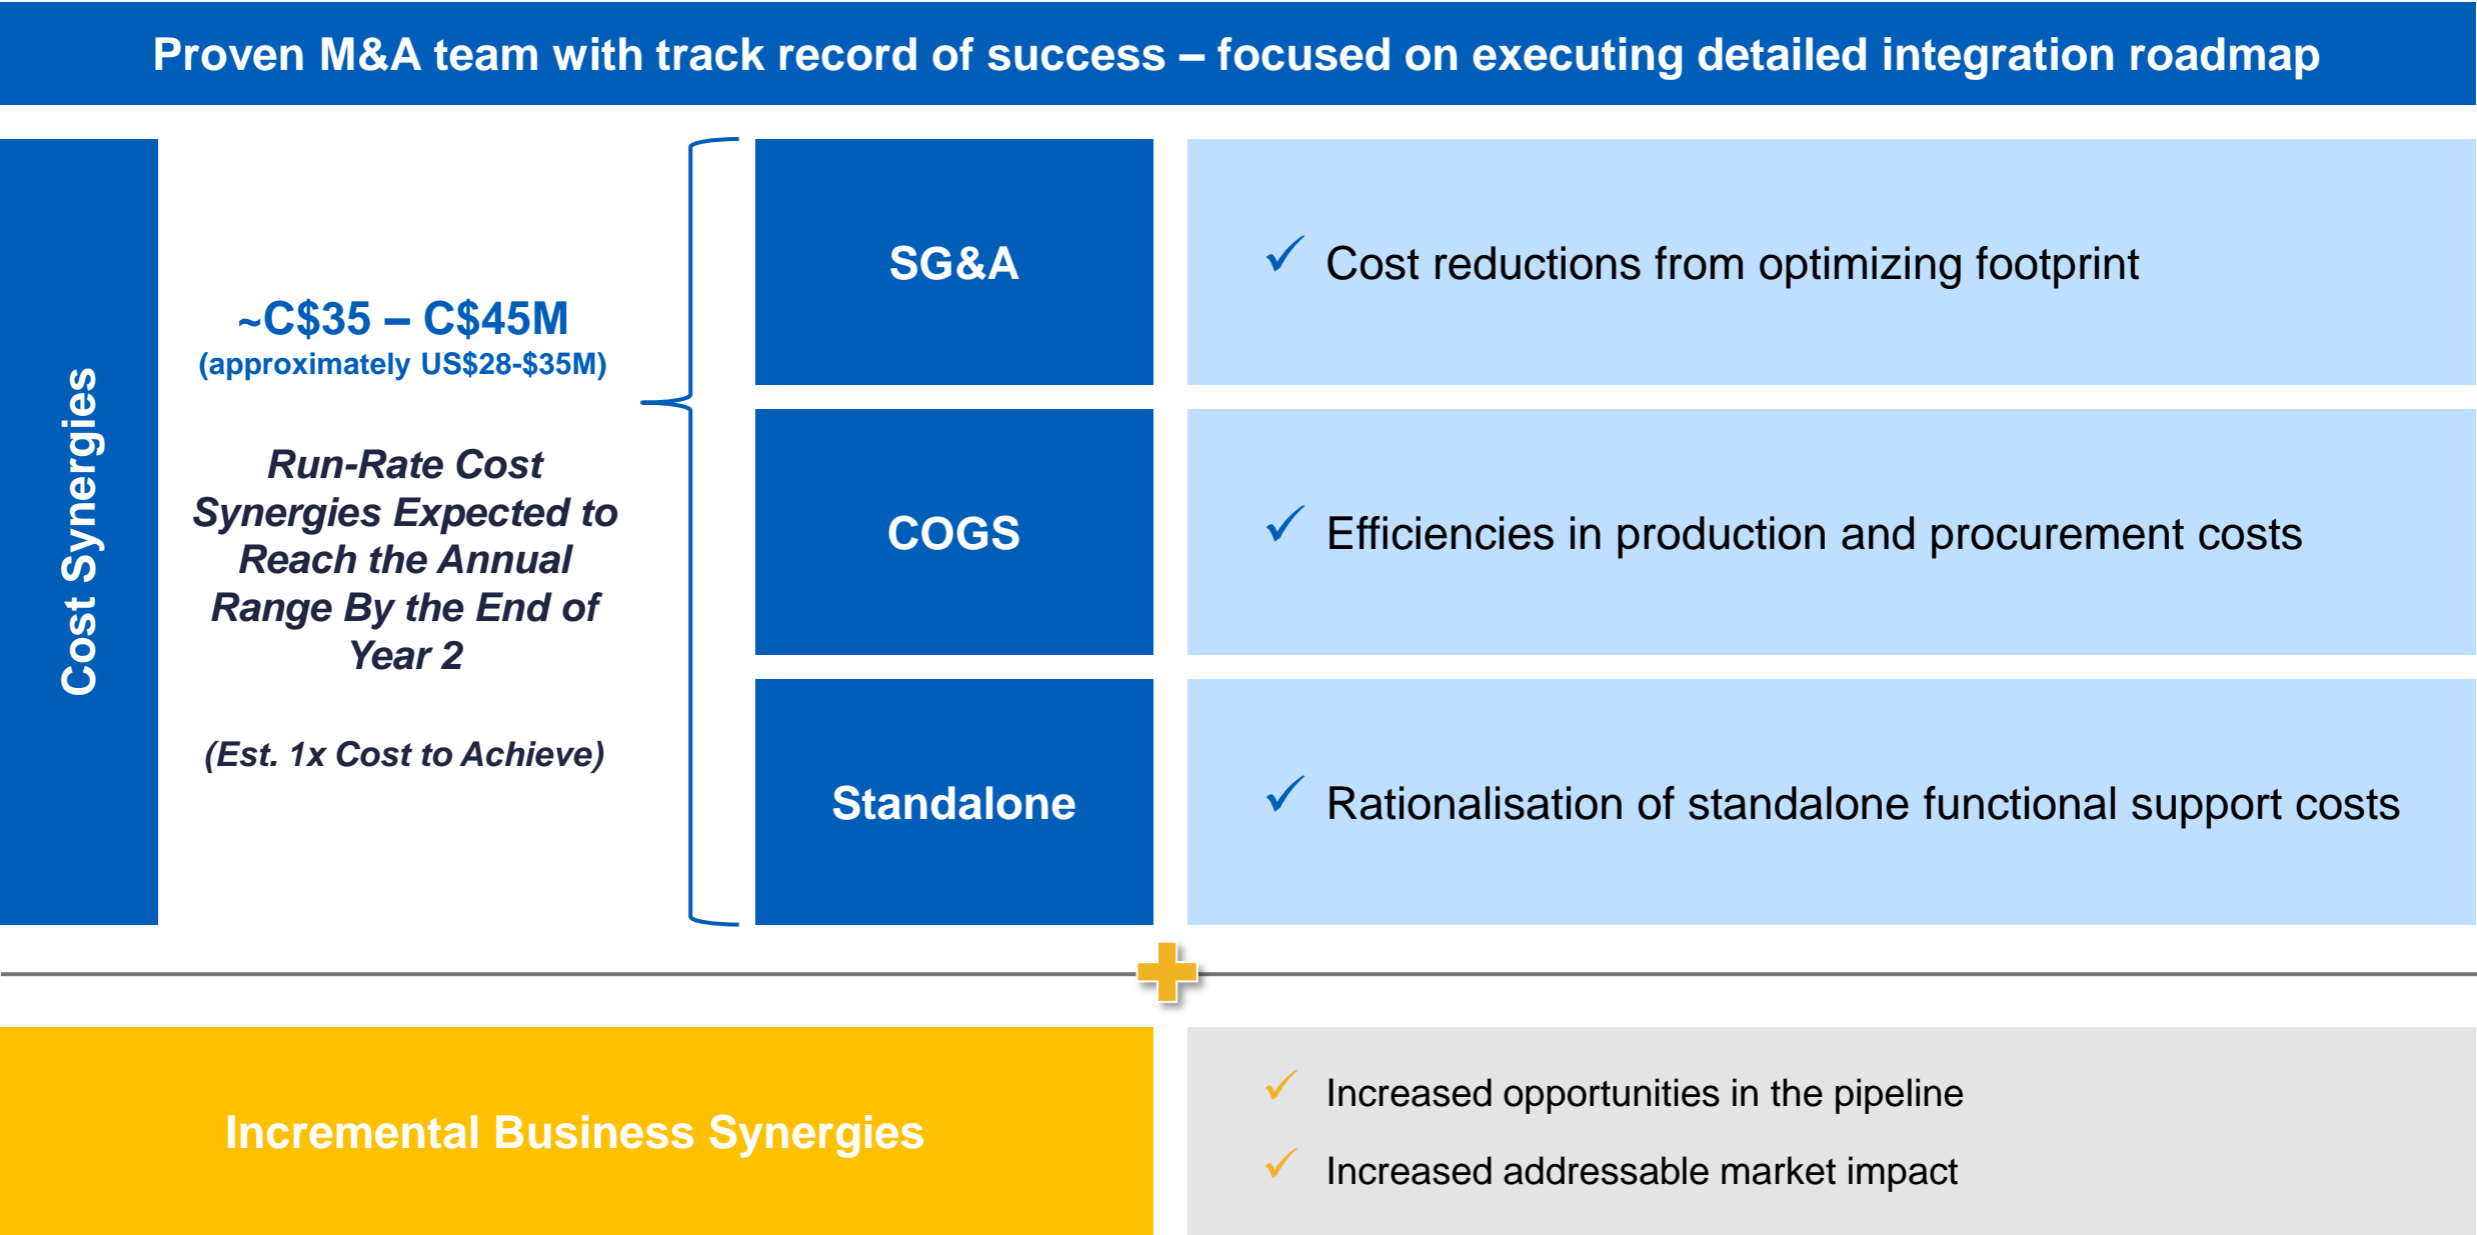 Proven M&A team with track record of success – focused on executing detailed integration roadmap
Cost Synergies
~C$35 – C$45M
(approximately US$28-$35M)
Run-Rate Cost
Synergies Expected to
Reach the Annual
Range By the End of
Year 2
(Est. 1x Cost to Achieve)
SG&A
Cost reductions from optimizing footprint
COGS
Efficiencies in production and procurement costs
Standalone
Rationalisation of standalone functional support costs
Incremental Business Synergies
Increased opportunities in the pipeline
Increased addressable market impact